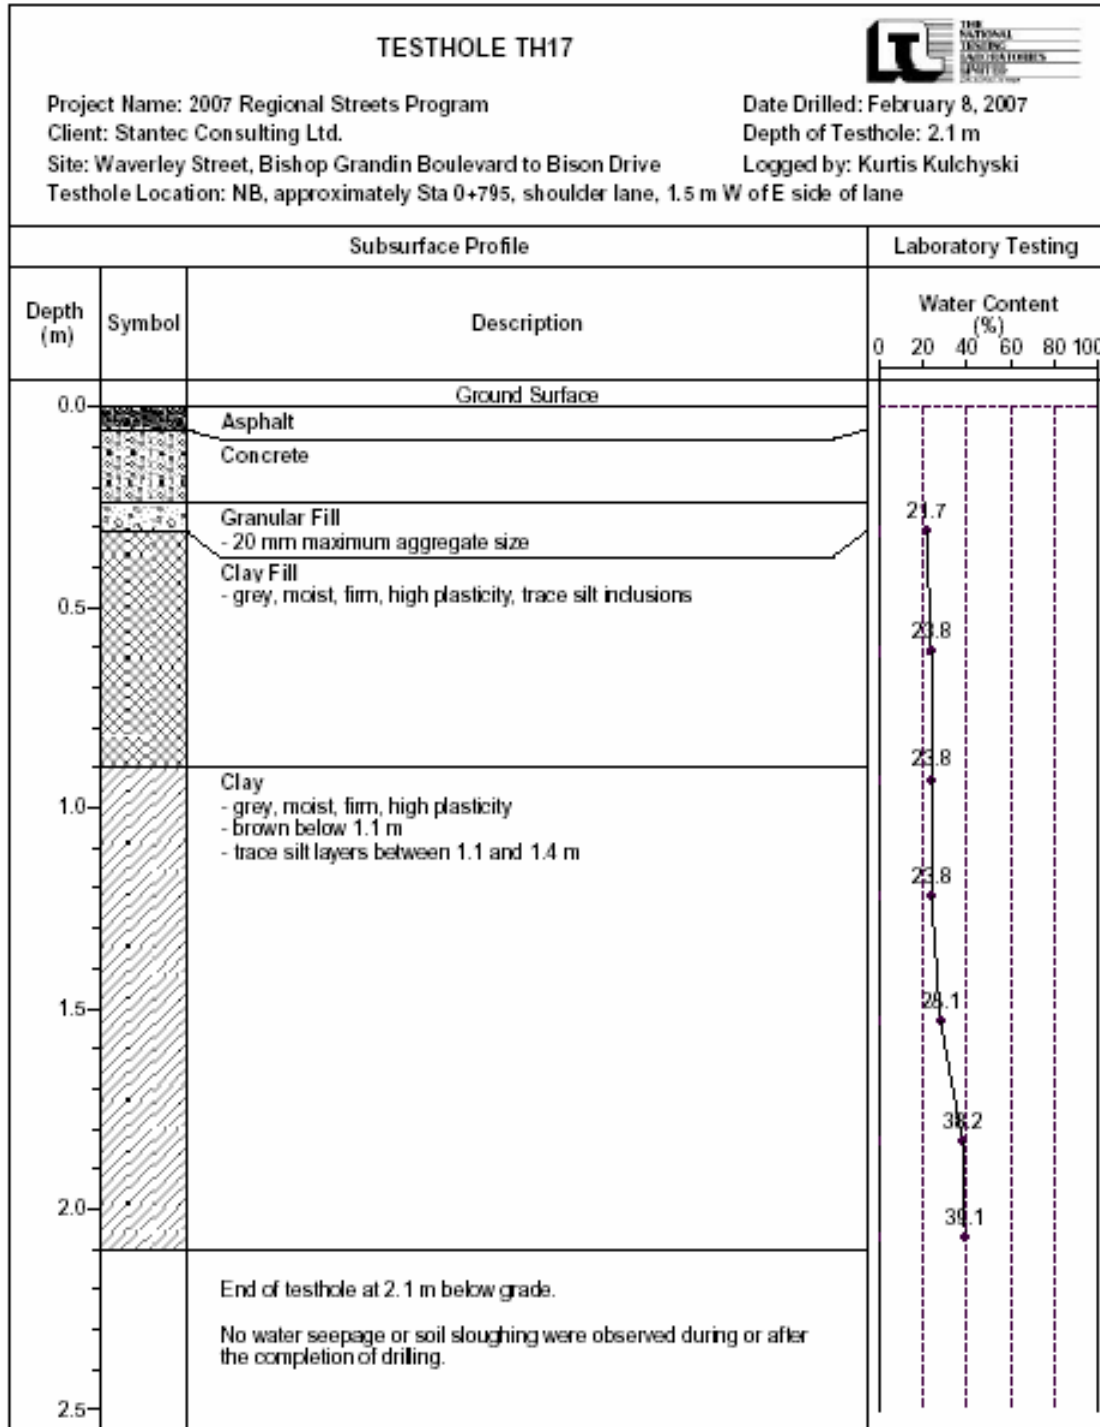 TESTHOLE TH17
THE
NATIONAL
TESTING
LABORATORIES
LIMITED
Project Name: 2007 Regional Streets Program
Date Drilled: February 8, 2007
Client: Stantec Consulting Ltd.
Depth of Testhole: 2.1 m
Site: Waverley Street, Bishop Grandin Boulevard to Bison Drive
Logged by: Kurtis Kulchyski
Testhole Location: NB, approximately Sta 0+795, shoulder lane, 1.5 m W of E side of lane
Subsurface Profile
Laboratory Testing
Depth
(m)
Symbol
Description
Water Content
(%)
0 20 40 60 80 100
Ground Surface
0.0
Asphalt
Concrete
Granular Fill
- 20 mm maximum aggregate size
21.7
Clay Fill
- grey, moist, firm, high plasticity, trace silt inclusions
0.5
23.8
23.8
Clay
- grey, moist, firm, high plasticity
- brown below 1.1 m
- trace silt layers between 1.1 and 1.4 m
1.0
23.8
1.5
28.1
38.2
2.0
39.1
End of testhole at 2.1 m below grade.
No water seepage or soil sloughing were observed during or after
the completion of drilling.
2.5